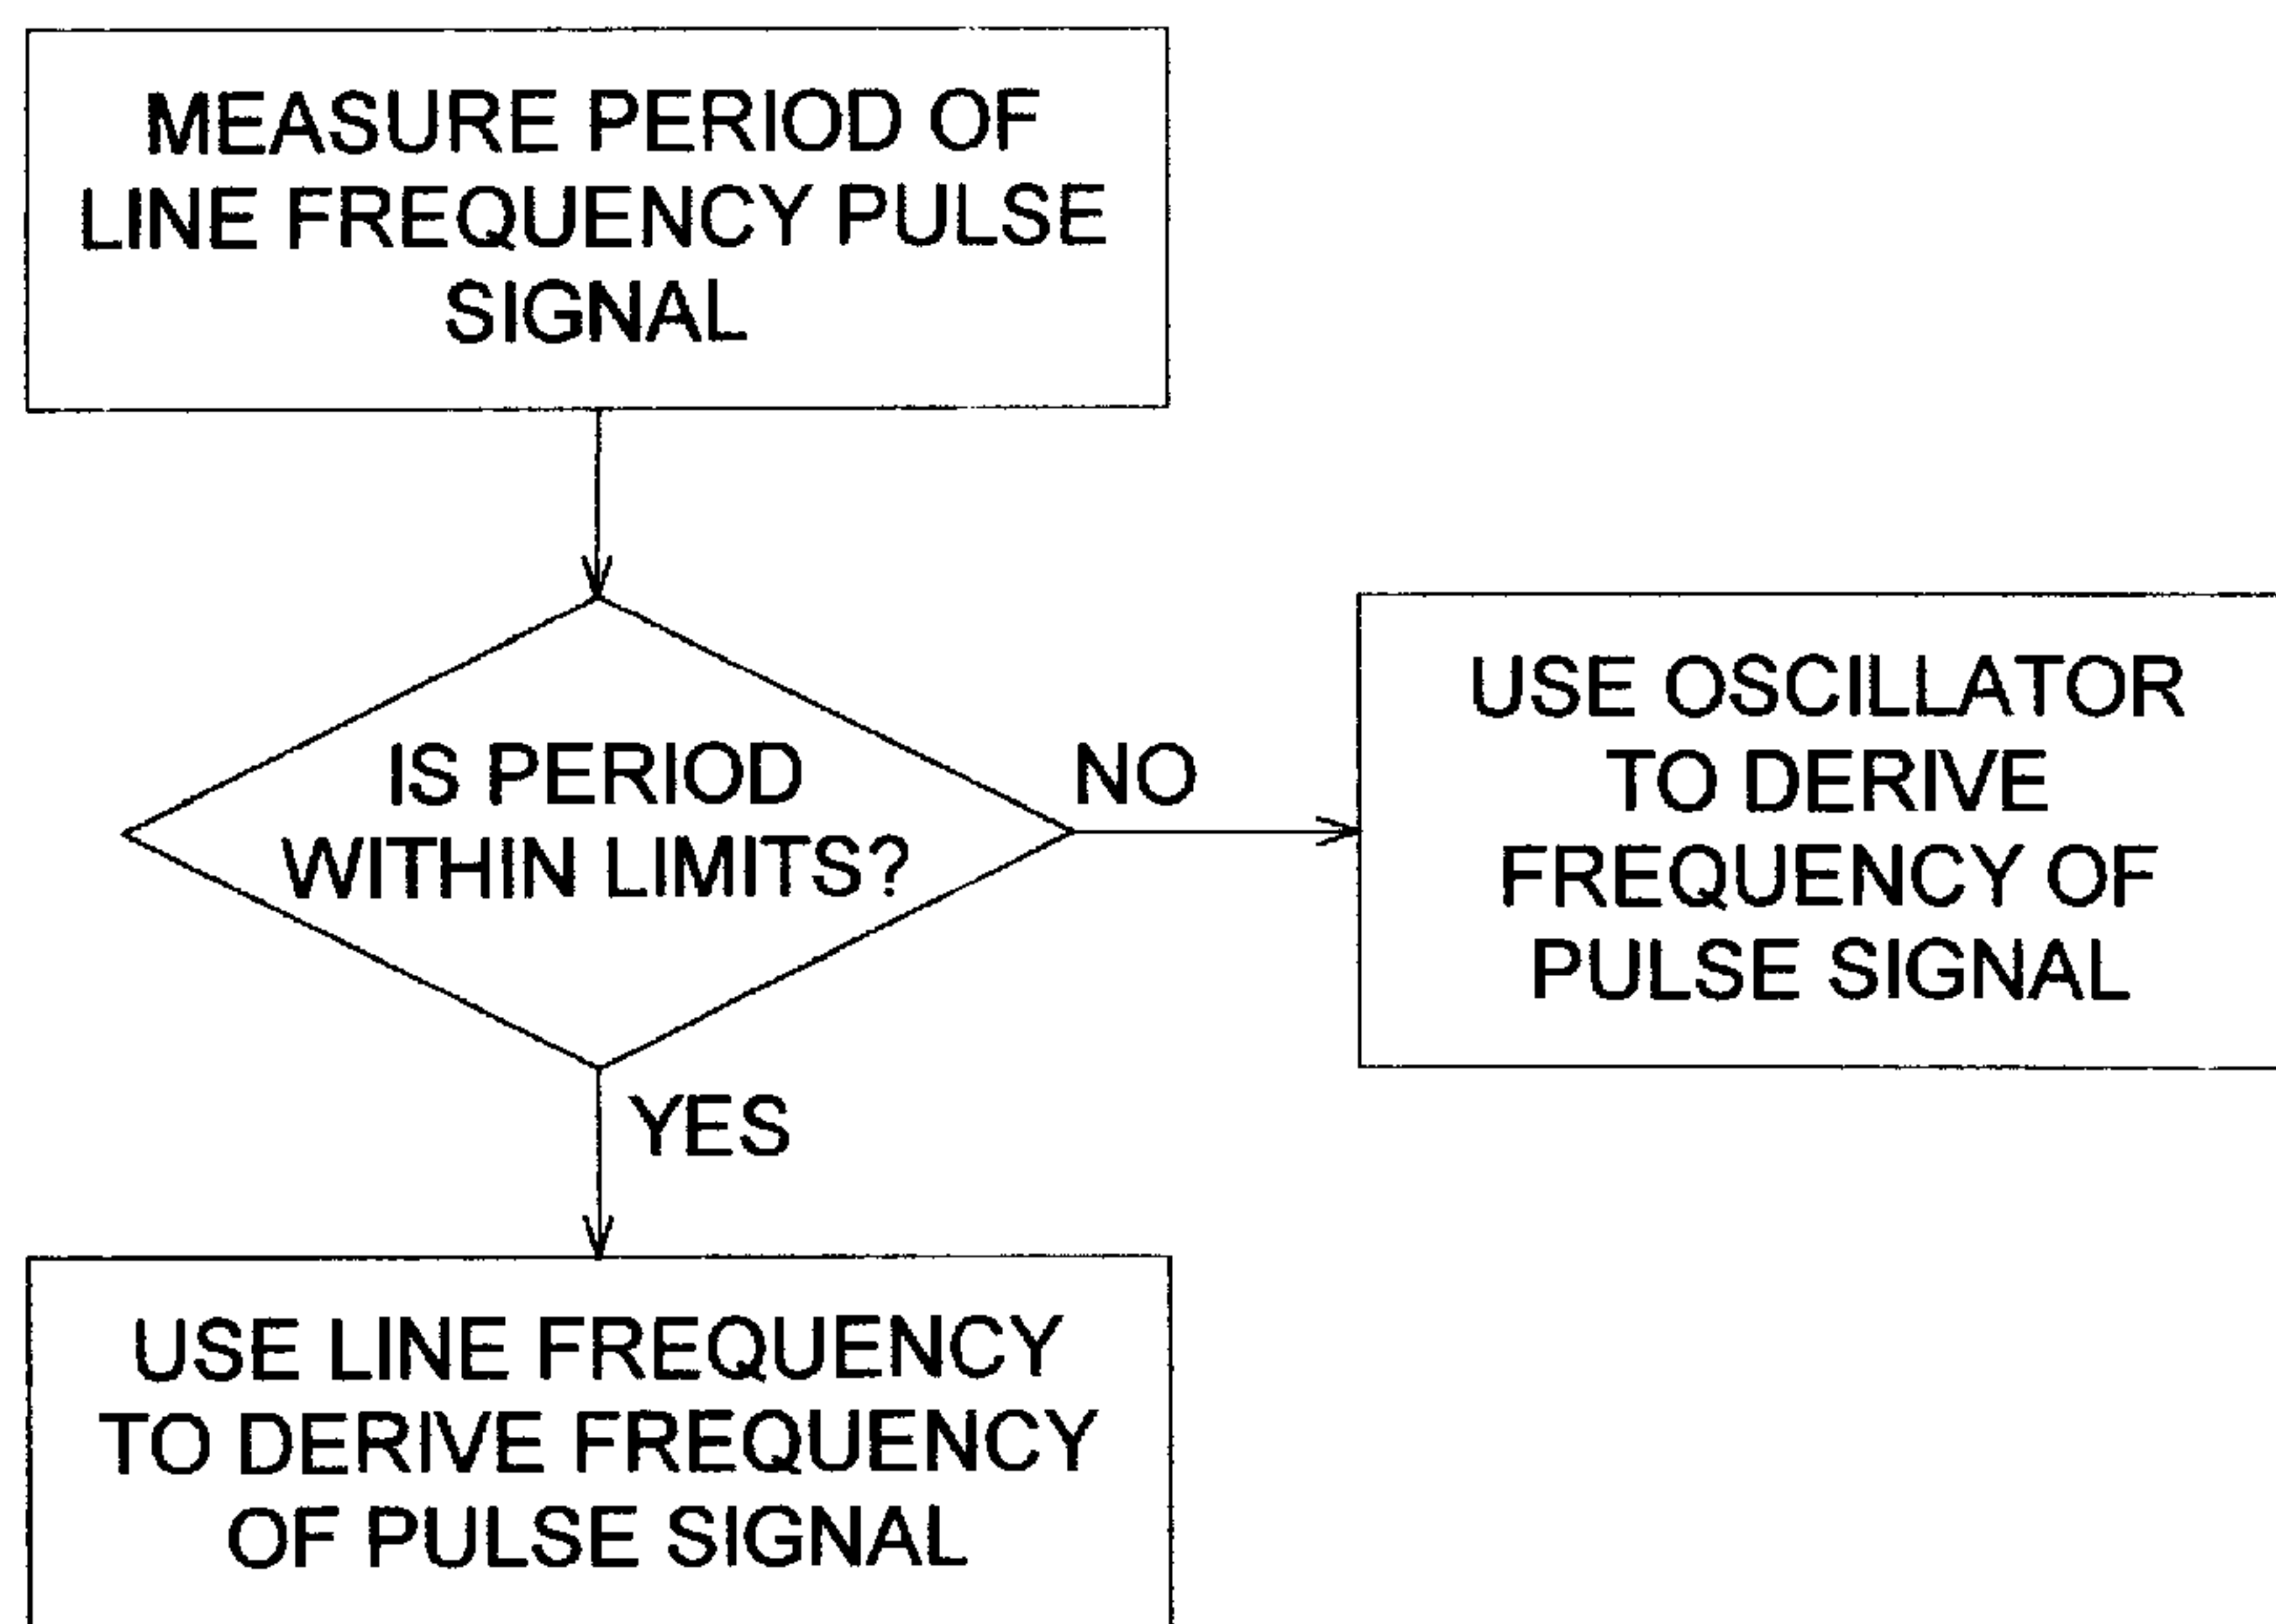 MEASURE PERIOD OF
LINE FREQUENCY PULSE
SIGNAL
IS PERIOD
WITHIN LIMITS?
NO
USE OSCILLATOR
TO DERIVE
FREQUENCY OF
PULSE SIGNAL
YES
USE LINE FREQUENCY
TO DERIVE FREQUENCY
OF PULSE SIGNAL